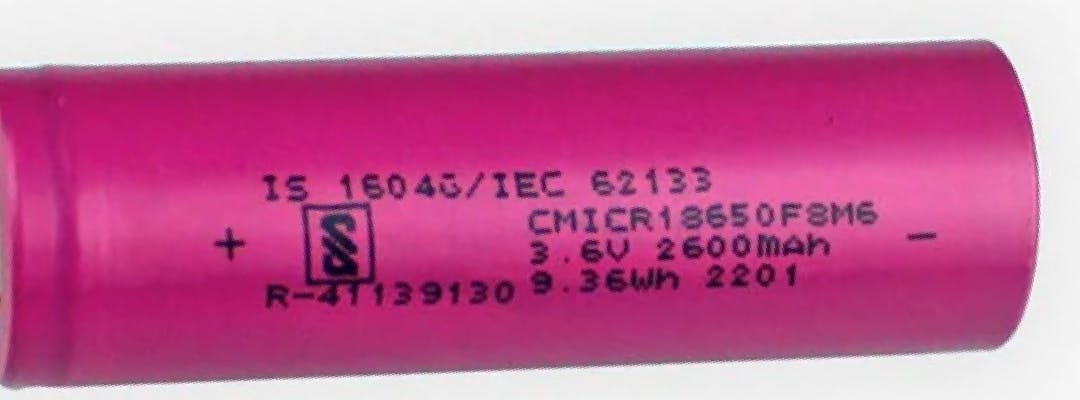 IS 16046/IEC 62133
CMICR18650F8M6
+ -
3.6V 2600mAh
R-41139130 9.36Wh 2201